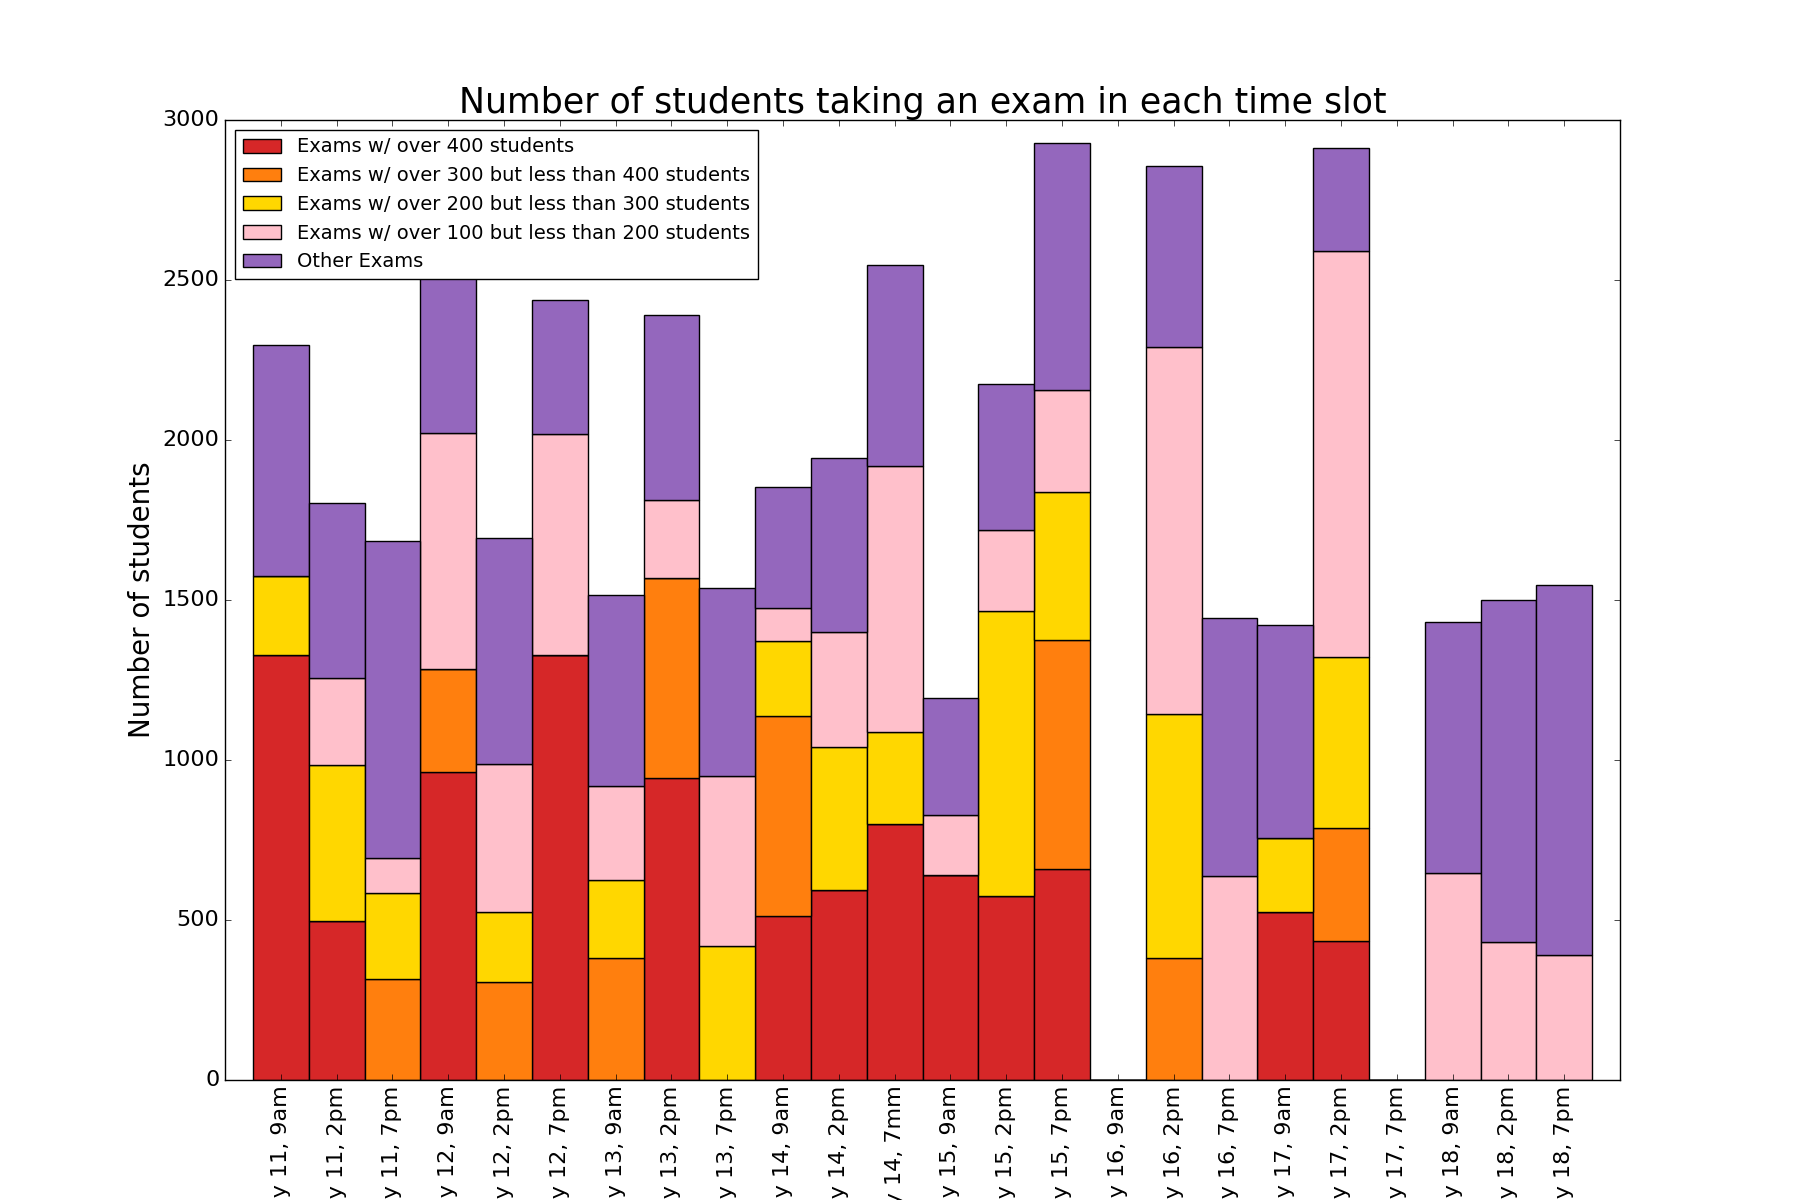 Number of students taking an exam in each time slot
Exams w/ over 400 students
Exams w/ over 300 but less than 400 students
Exams w/ over 200 but less than 300 students
Exams w/ over 100 but less than 200 students
Other Exams
Number of students
3000
2500
2000
1500
1000
500
0
y 11, 9am
y 11, 2pm
y 11, 7pm
y 12, 9am
y 12, 2pm
y 12, 7pm
y 13, 9am
y 13, 2pm
y 13, 7pm
y 14, 9am
y 14, 2pm
y 14, 7mm
y 15, 9am
y 15, 2pm
y 15, 7pm
y 16, 9am
y 16, 2pm
y 16, 7pm
y 17, 9am
y 17, 2pm
y 17, 7pm
y 18, 9am
y 18, 2pm
y 18, 7pm